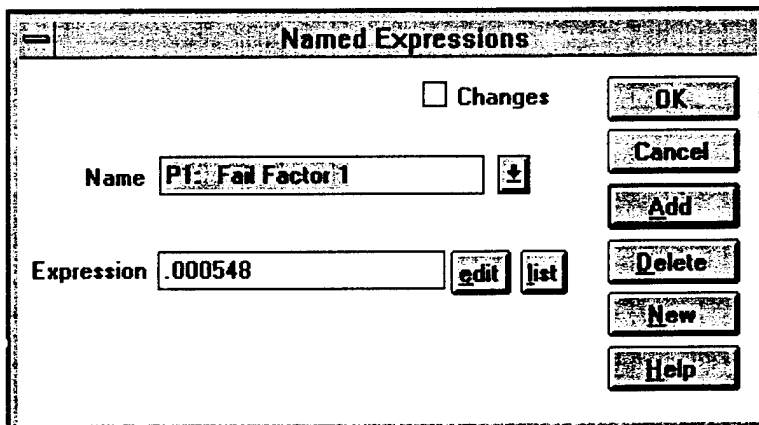 Named Expressions
Changes
OK
Cancel
Name P1: Fail Factor 1
Add
Expression .000548 edit list
Delete
New
Help